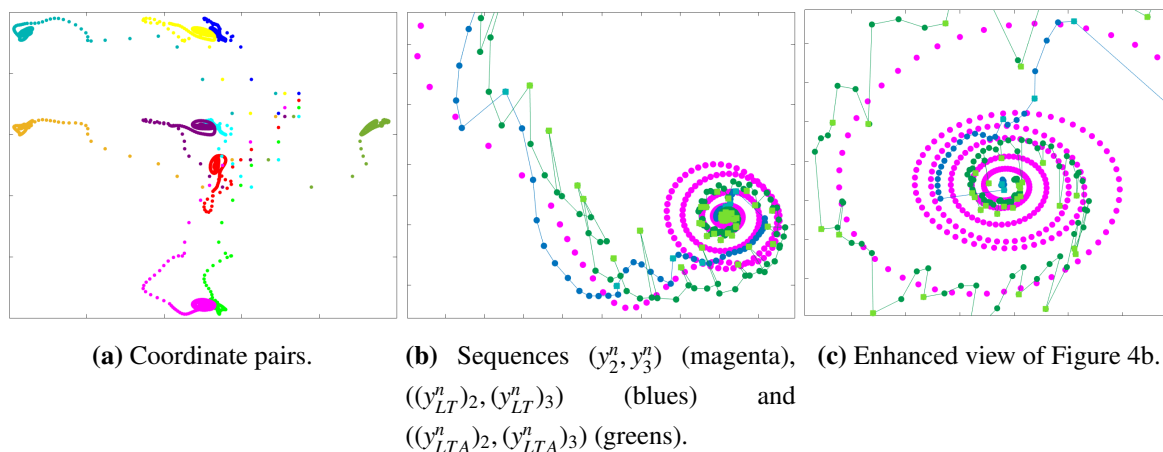 (a) Coordinate pairs.
(b) Sequences $(y_2^n, y_3^n)$ (magenta),
$((y_{LT}^n)_2, (y_{LT}^n)_3)$ (blues) and
$((y_{LTA}^n)_2, (y_{LTA}^n)_3)$ (greens).
(c) Enhanced view of Figure 4b.